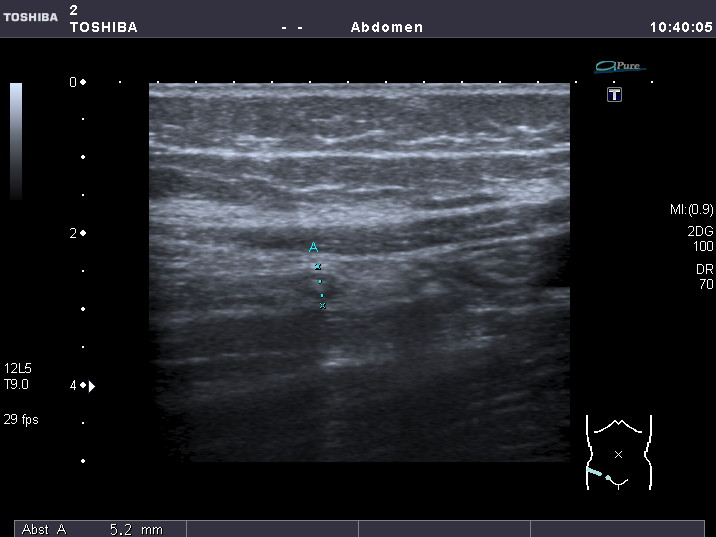 TOSHIBA
2
TOSHIBA - - Abdomen 10:40:05
0
Pure
T
A
2
4
MI:(0.9)
2DG
100
DR
70
12L5
T9.0
29 fps
Abst A 5.2 mm